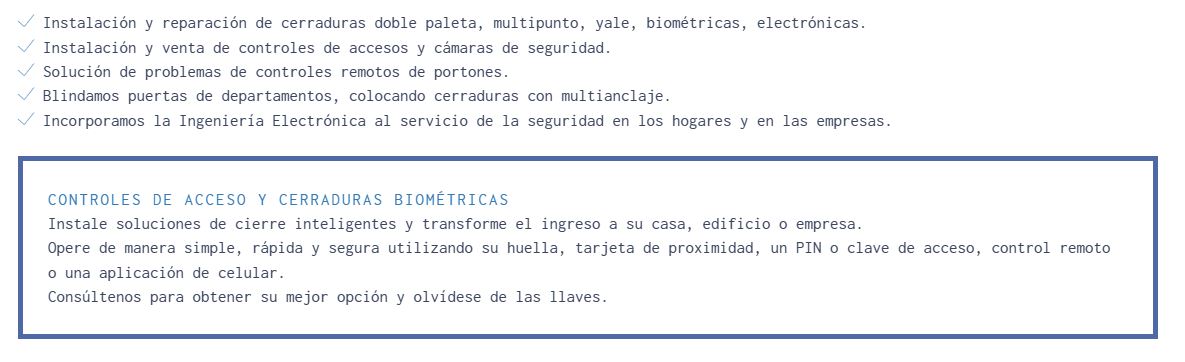 Instalación y reparación de cerraduras doble paleta, multipunto, yale, biométricas, electrónicas.
Instalación y venta de controles de accesos y cámaras de seguridad.
Solución de problemas de controles remotos de portones.
Blindamos puertas de departamentos, colocando cerraduras con multianclaje.
Incorporamos la Ingeniería Electrónica al servicio de la seguridad en los hogares y en las empresas.
CONTROLES DE ACCESO Y CERRADURAS BIOMÉTRICAS
Instale soluciones de cierre inteligentes y transforme el ingreso a su casa, edificio o empresa.
Opere de manera simple, rápida y segura utilizando su huella, tarjeta de proximidad, un PIN o clave de acceso, control remoto
o una aplicación de celular.
Consúltenos para obtener su mejor opción y olvídese de las llaves.